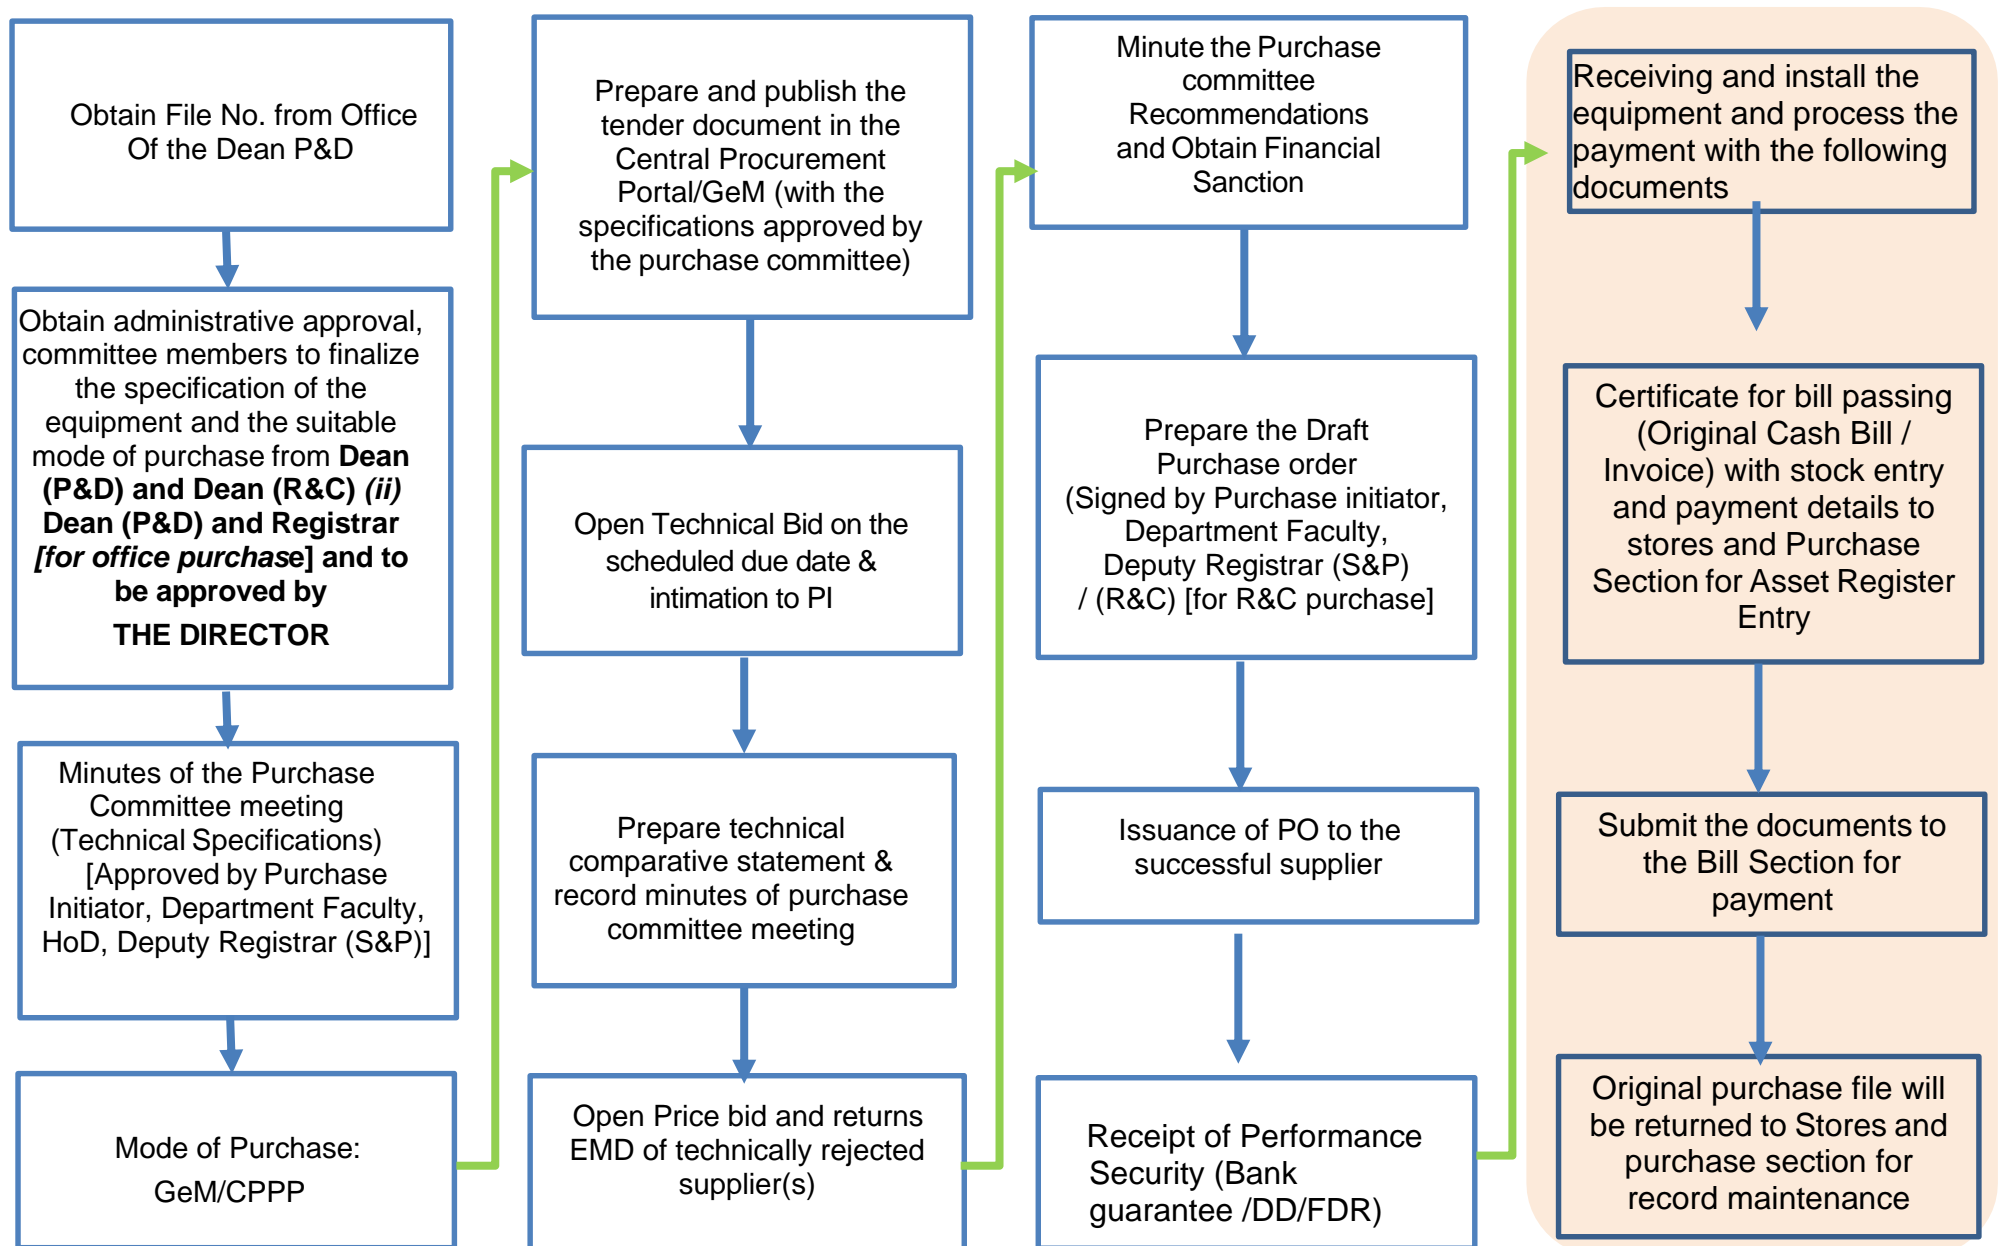 Obtain File No. from Office
Of the Dean P&D
Obtain administrative approval,
committee members to finalize
the specification of the
equipment and the suitable
mode of purchase from Dean
(P&D) and Dean (R&C) (ii)
Dean (P&D) and Registrar
[for office purchase] and to
be approved by
THE DIRECTOR
Minutes of the Purchase
Committee meeting
(Technical Specifications)
[Approved by Purchase
Initiator, Department Faculty,
HoD, Deputy Registrar (S&P)]
Mode of Purchase:
GeM/CPPP
Prepare and publish the
tender document in the
Central Procurement
Portal/GeM (with the
specifications approved by
the purchase committee)
Open Technical Bid on the
scheduled due date &
intimation to PI
Prepare technical
comparative statement &
record minutes of purchase
committee meeting
Open Price bid and returns
EMD of technically rejected
supplier(s)
Minute the Purchase
committee
Recommendations
and Obtain Financial
Sanction
Prepare the Draft
Purchase order
(Signed by Purchase initiator,
Department Faculty,
Deputy Registrar (S&P)
/ (R&C) [for R&C purchase]
Issuance of PO to the
successful supplier
Receipt of Performance
Security (Bank
guarantee /DD/FDR)
Receiving and install the
equipment and process the
payment with the following
documents
Certificate for bill passing
(Original Cash Bill /
Invoice) with stock entry
and payment details to
stores and Purchase
Section for Asset Register
Entry
Submit the documents to
the Bill Section for
payment
Original purchase file will
be returned to Stores and
purchase section for
record maintenance